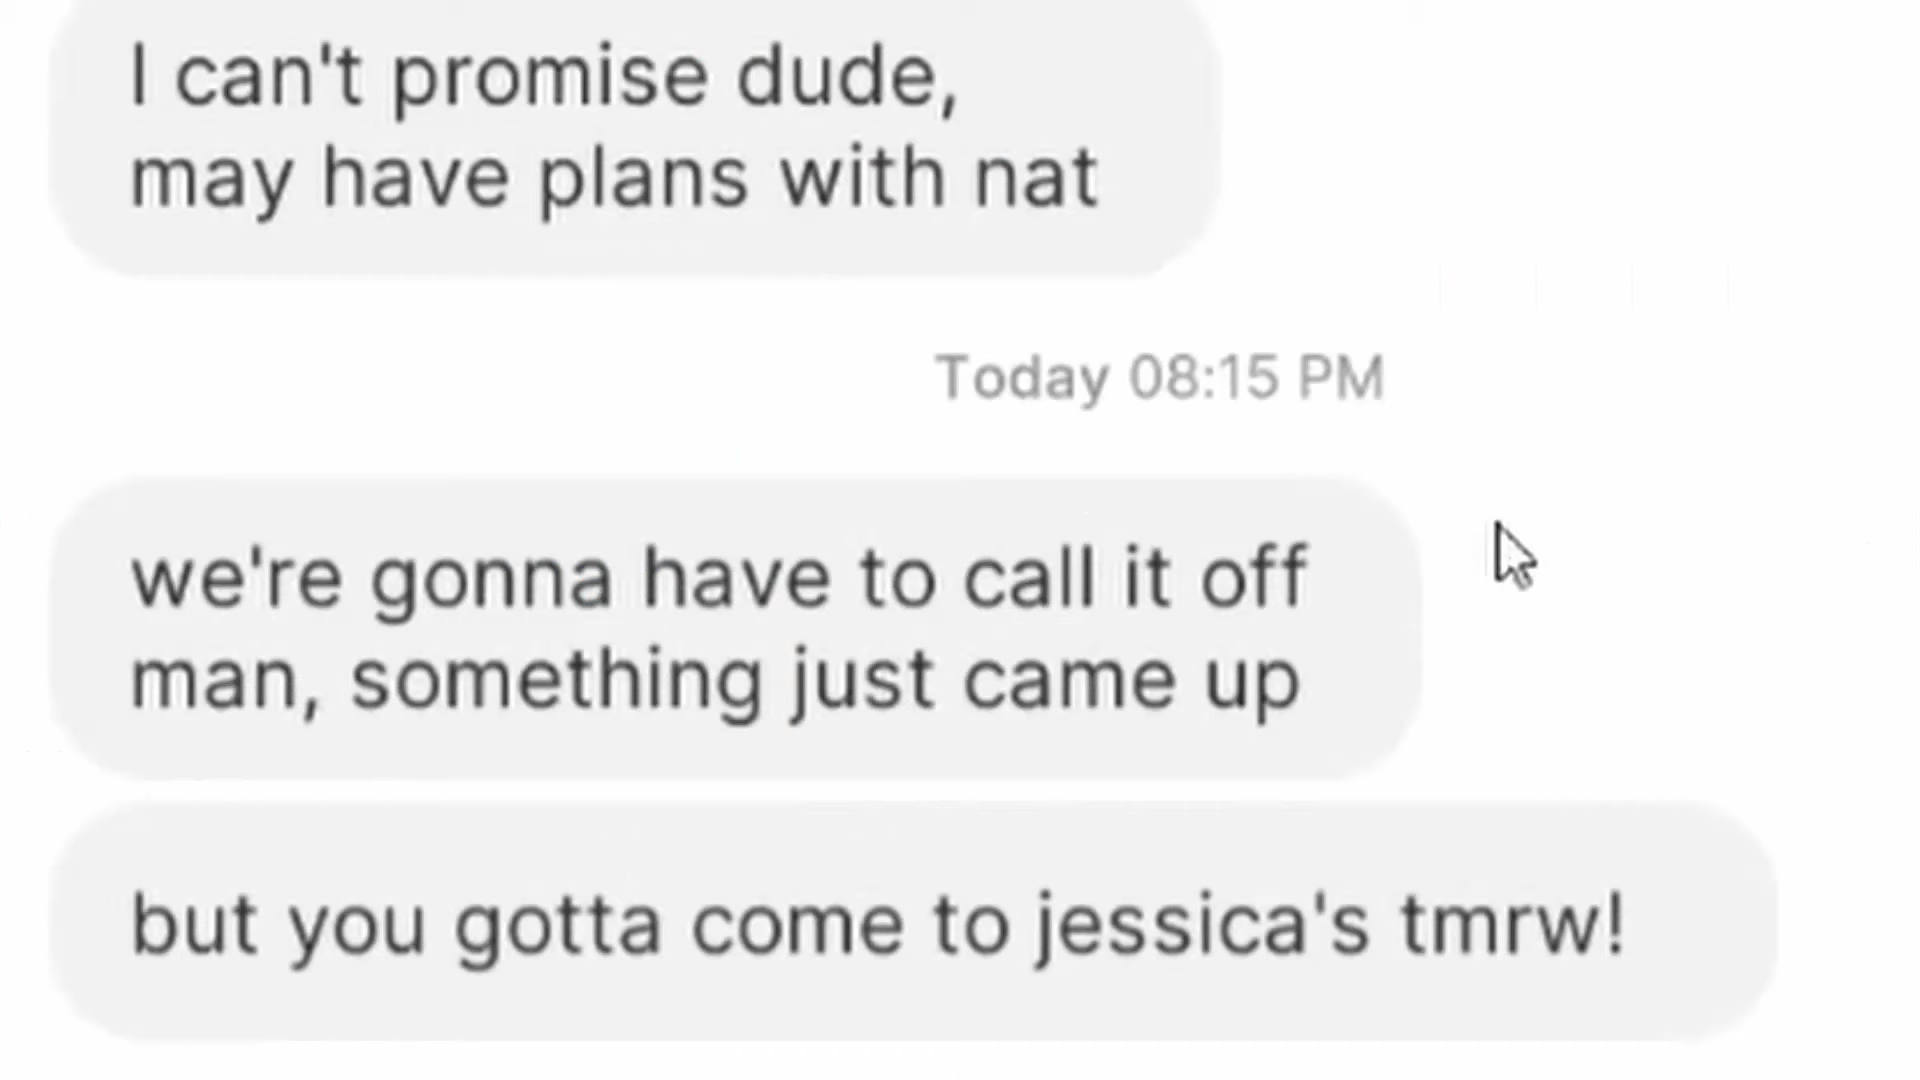 I can't promise dude,
may have plans with nat
Today 08:15 PM
we're gonna have to call it off
man, something just came up
but you gotta come to jessica's tmrw!